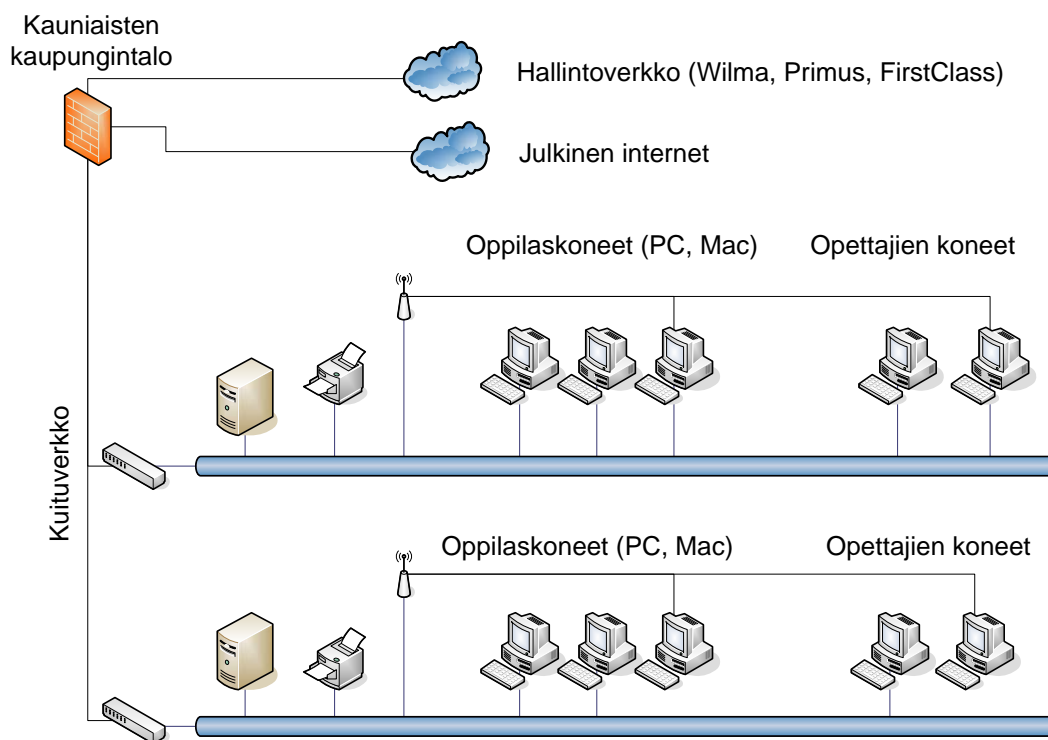 Kauniaisten
kaupungintalo
Hallintoverkko (Wilma, Primus, FirstClass)
Julkinen internet
Oppilaskoneet (PC, Mac)
Opettajien koneet
Kuituverkko
Oppilaskoneet (PC, Mac)
Opettajien koneet